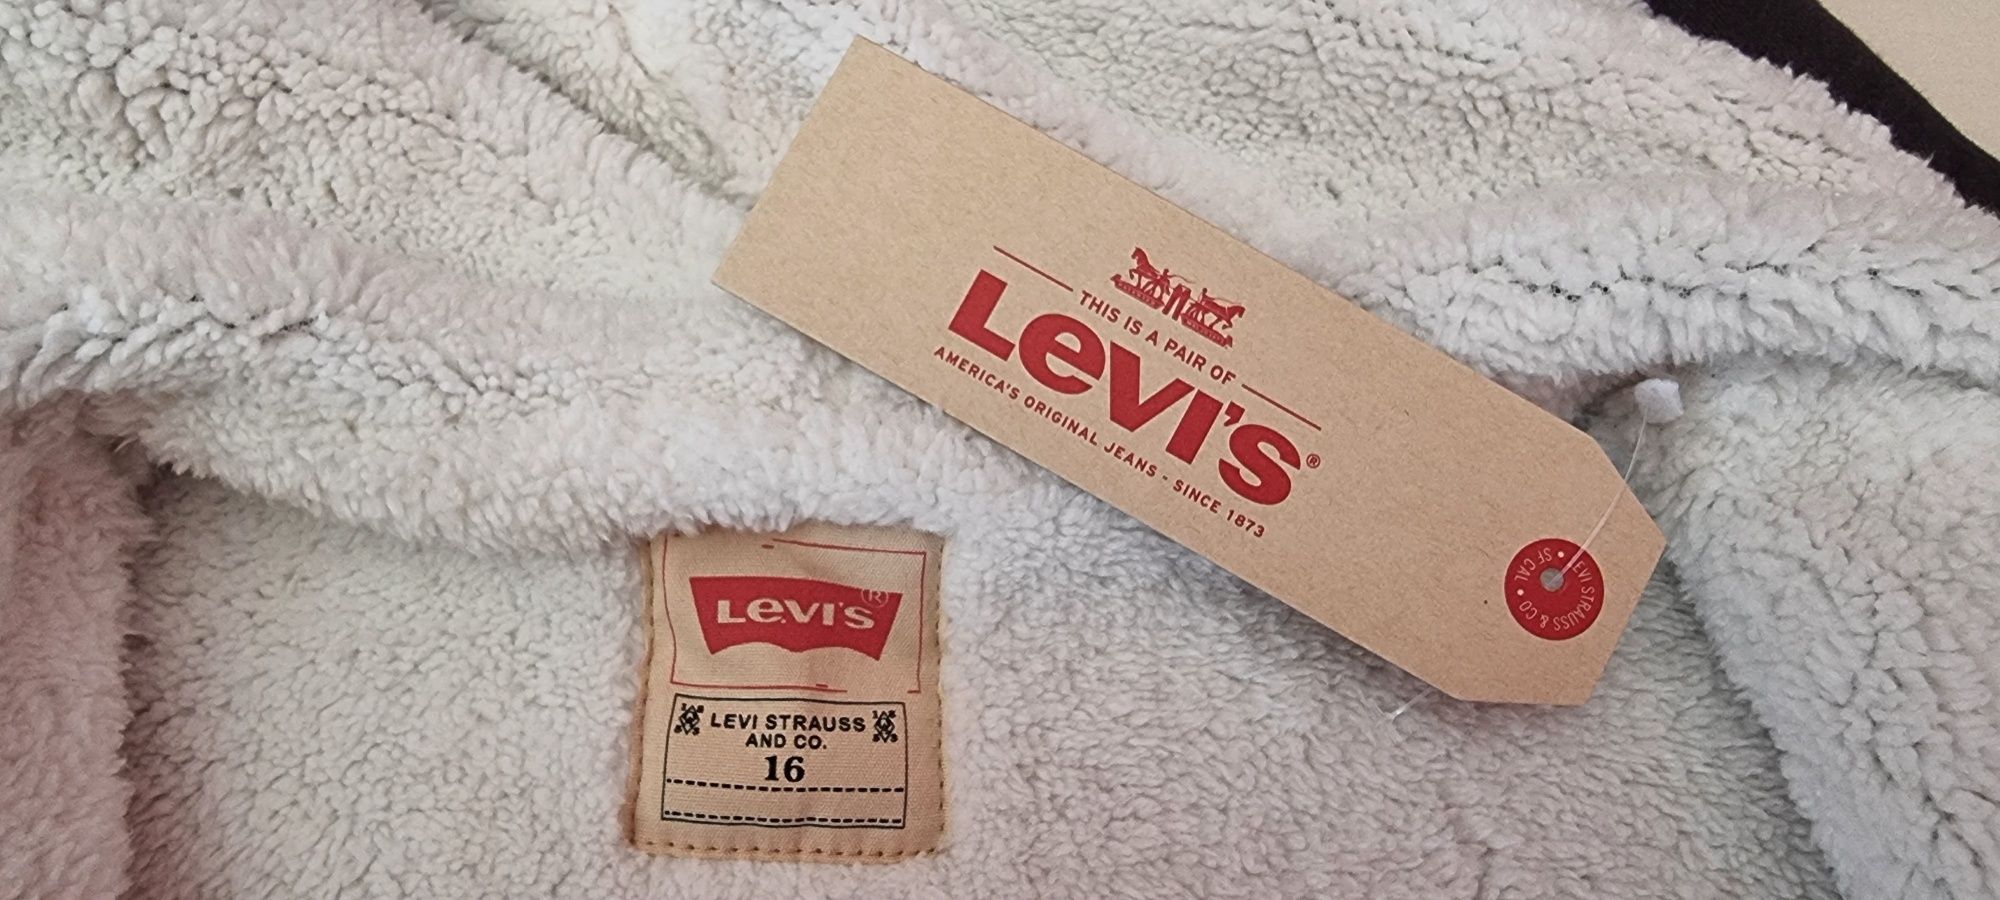 THIS IS A PAIR OF
LEVI'S®
AMERICA'S ORIGINAL JEANS - SINCE 1873
LEVI STRAUSS & CO • SF CAL •
LEVI'S®
LEVI STRAUSS
AND CO.
16